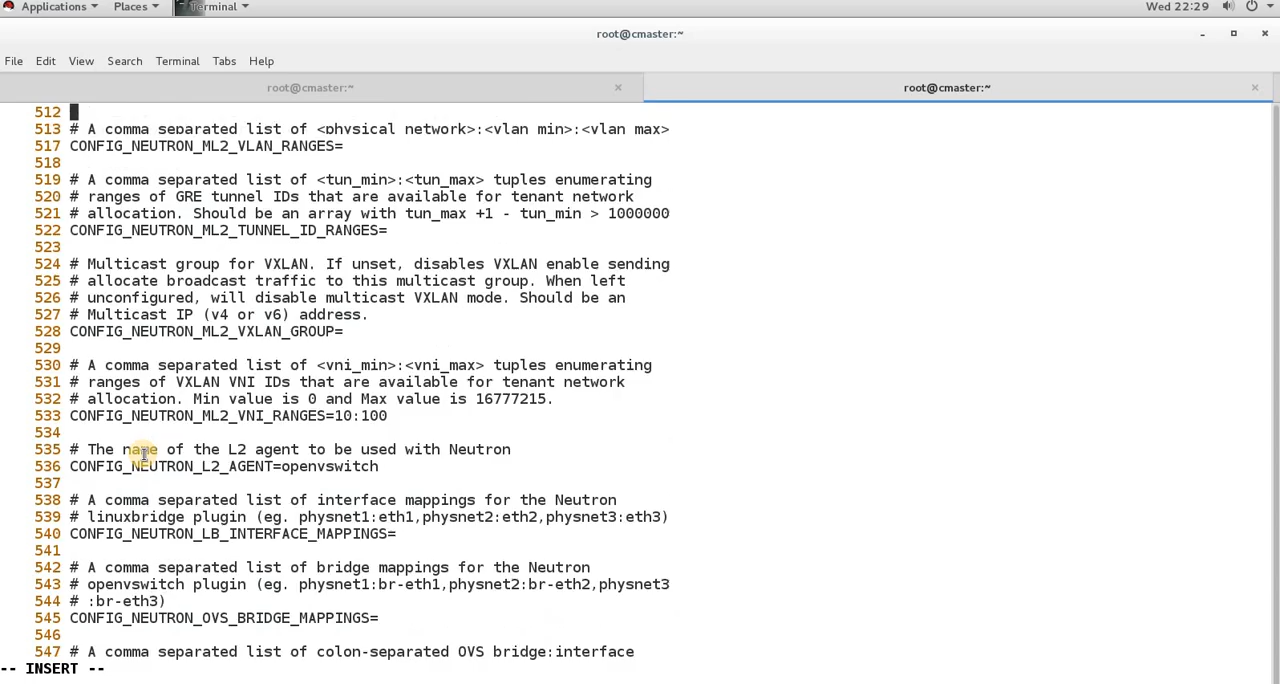 Applications Places Terminal Wed 22:29
root@cmaster:~
File Edit View Search Terminal Tabs Help
root@cmaster:~ × root@cmaster:~ ×
512
513 # A comma separated list of <physical_network>:<vlan_min>:<vlan_max>
517 CONFIG_NEUTRON_ML2_VLAN_RANGES=
518
519 # A comma separated list of <tun_min>:<tun_max> tuples enumerating
520 # ranges of GRE tunnel IDs that are available for tenant network
521 # allocation. Should be an array with tun_max +1 - tun_min > 1000000
522 CONFIG_NEUTRON_ML2_TUNNEL_ID_RANGES=
523
524 # Multicast group for VXLAN. If unset, disables VXLAN enable sending
525 # allocate broadcast traffic to this multicast group. When left
526 # unconfigured, will disable multicast VXLAN mode. Should be an
527 # Multicast IP (v4 or v6) address.
528 CONFIG_NEUTRON_ML2_VXLAN_GROUP=
529
530 # A comma separated list of <vni_min>:<vni_max> tuples enumerating
531 # ranges of VXLAN VNI IDs that are available for tenant network
532 # allocation. Min value is 0 and Max value is 16777215.
533 CONFIG_NEUTRON_ML2_VNI_RANGES=10:100
534
535 # The name of the L2 agent to be used with Neutron
536 CONFIG_NEUTRON_L2_AGENT=openvswitch
537
538 # A comma separated list of interface mappings for the Neutron
539 # linuxbridge plugin (eg. physnet1:eth1,physnet2:eth2,physnet3:eth3)
540 CONFIG_NEUTRON_LB_INTERFACE_MAPPINGS=
541
542 # A comma separated list of bridge mappings for the Neutron
543 # openvswitch plugin (eg. physnet1:br-eth1,physnet2:br-eth2,physnet3
544 # :br-eth3)
545 CONFIG_NEUTRON_OVS_BRIDGE_MAPPINGS=
546
547 # A comma separated list of colon-separated OVS bridge:interface
-- INSERT --